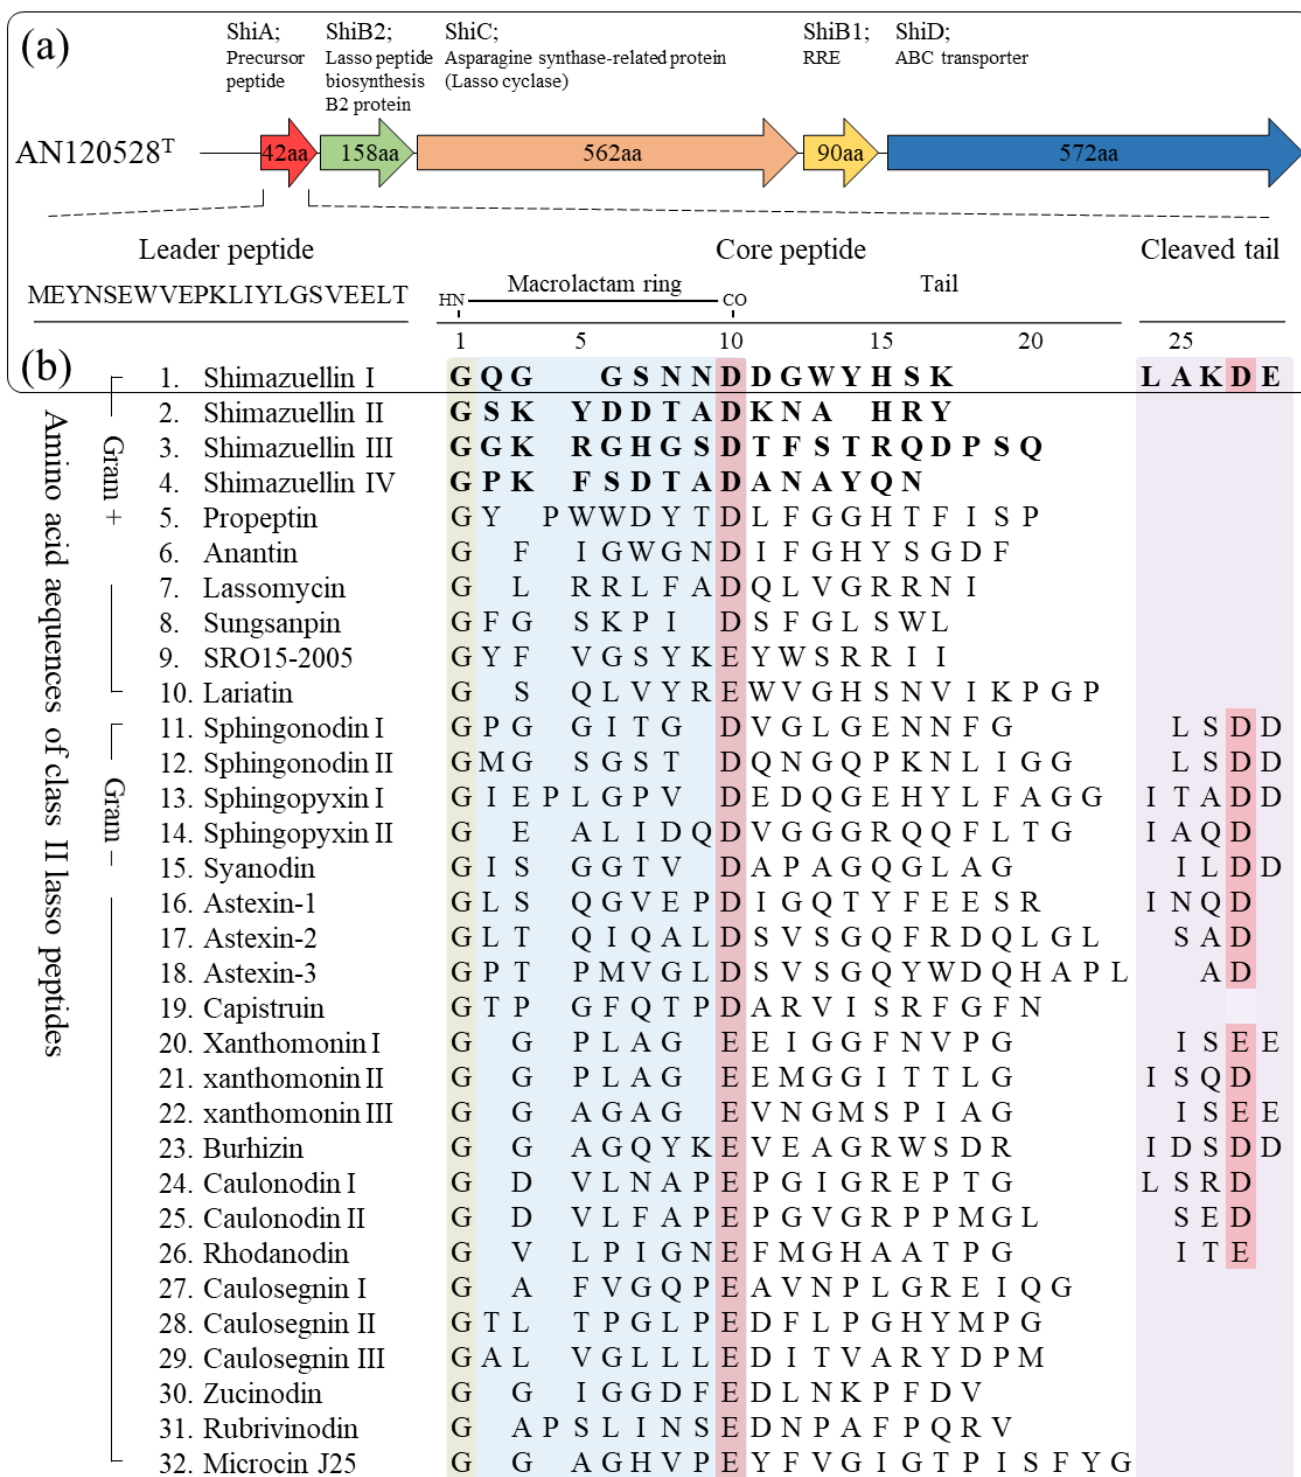 (a)
ShiA;
Precursor
peptide
ShiB2;
Lasso peptide
biosynthesis
B2 protein
ShiC;
Asparagine synthase-related protein
(Lasso cyclase)
ShiB1;
RRE
ShiD;
ABC transporter
AN120528ᵀ
42aa 158aa 562aa 90aa 572aa
Leader peptide Core peptide Cleaved tail
MEYNSEWVEPKLIYLGSVEELT
HN Macrolactam ring CO Tail
1 5 10 15 20 25
(b)
Amino acid aequences of class II lasso peptides
Gram +
Gram −
1. Shimazuellin I G Q G G S N N D D G W Y H S K L A K D E
2. Shimazuellin II G S K Y D D T A D K N A H R Y
3. Shimazuellin III G G K R G H G S D T F S T R Q D P S Q
4. Shimazuellin IV G P K F S D T A D A N A Y Q N
5. Propeptin G Y P W W D Y T D L F G G H T F I S P
6. Anantin G F I G W G N D I F G H Y S G D F
7. Lassomycin G L R R L F A D Q L V G R R N I
8. Sungsanpin G F G S K P I D S F G L S W L
9. SRO15-2005 G Y F V G S Y K E Y W S R R I I
10. Lariatin G S Q L V Y R E W V G H S N V I K P G P
11. Sphingonodin I G P G G I T G D V G L G E N N F G L S D D
12. Sphingonodin II G M G S G S T D Q N G Q P K N L I G G L S D D
13. Sphingopyxin I G I E P L G P V D E D Q G E H Y L F A G G I T A D D
14. Sphingopyxin II G E A L I D Q D V G G G R Q Q F L T G I A Q D
15. Syanodin G I S G G T V D A P A G Q G L A G I L D D
16. Astexin-1 G L S Q G V E P D I G Q T Y F E E S R I N Q D
17. Astexin-2 G L T Q I Q A L D S V S G Q F R D Q L G L S A D
18. Astexin-3 G P T P M V G L D S V S G Q Y W D Q H A P L A D
19. Capistruin G T P G F Q T P D A R V I S R F G F N
20. Xanthomonin I G G P L A G E E I G G F N V P G I S E E
21. xanthomonin II G G P L A G E E M G G I T T L G I S Q D
22. xanthomonin III G G A G A G E V N G M S P I A G I S E E
23. Burhizin G G A G Q Y K E V E A G R W S D R I D S D D
24. Caulonodin I G D V L N A P E P G I G R E P T G L S R D
25. Caulonodin II G D V L F A P E P G V G R P P M G L S E D
26. Rhodanodin G V L P I G N E F M G H A A T P G I T E
27. Caulosegnin I G A F V G Q P E A V N P L G R E I Q G
28. Caulosegnin II G T L T P G L P E D F L P G H Y M P G
29. Caulosegnin III G A L V G L L L E D I T V A R Y D P M
30. Zucinodin G G I G G D F E D L N K P F D V
31. Rubrivinodin G A P S L I N S E D N P A F P Q R V
32. Microcin J25 G G A G H V P E Y F V G I G T P I S F Y G